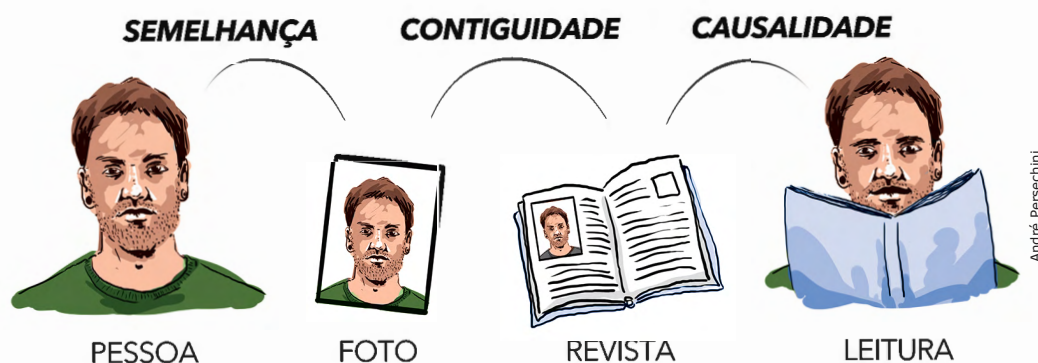 SEMELHANÇA CONTIGUIDADE CAUSALIDADE
PESSOA FOTO REVISTA LEITURA
André Persechini